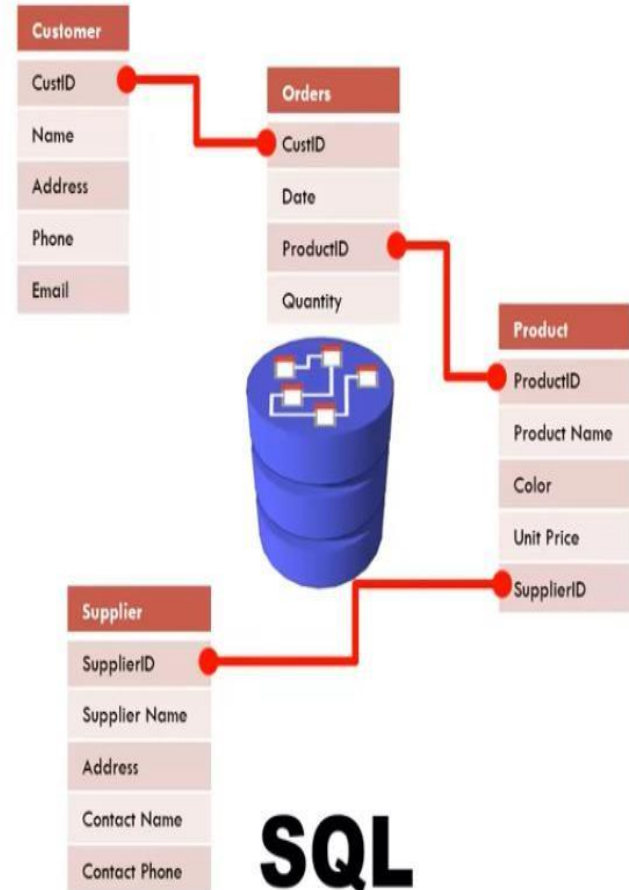 Customer
CustID
Name
Address
Phone
Email
Orders
CustID
Date
ProductID
Quantity
Product
ProductID
Product Name
Color
Unit Price
SupplierID
Supplier
SupplierID
Supplier Name
Address
Contact Name
Contact Phone
SQL